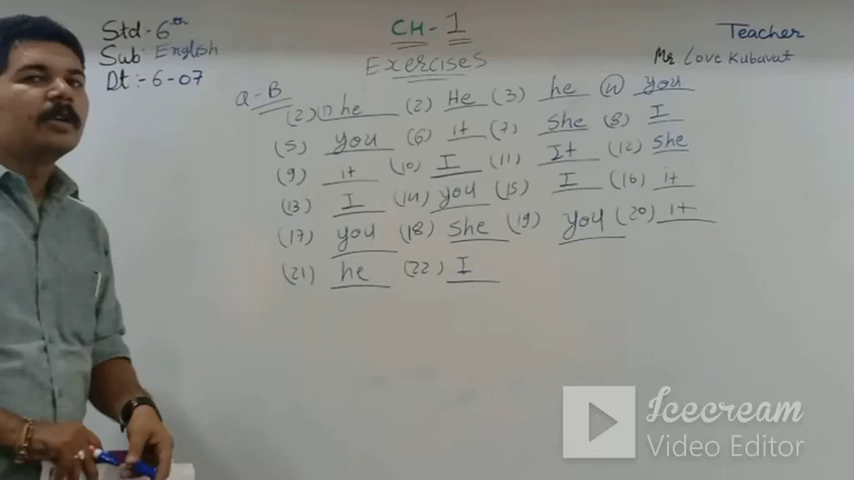 Std-6th
Sub: English
Dt:-6-07
CH-1
Exercises
Teacher
Mr. Love Kubavat
Q-B
(2) (1) he (2) He (3) he (4) you
(5) you (6) it (7) She (8) I
(9) it (10) I (11) It (12) she
(13) I (14) you (15) I (16) it
(17) you (18) she (19) you (20) it
(21) he (22) I
Icecream
Video Editor